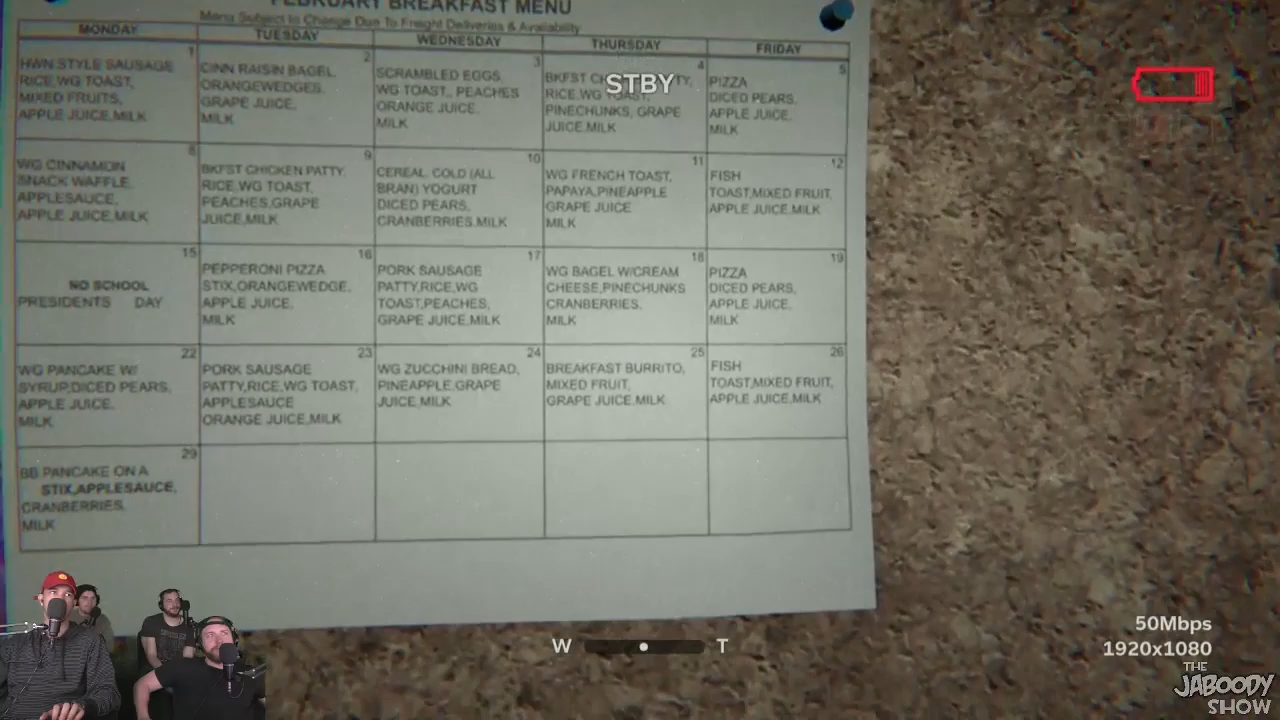 FEBRUARY BREAKFAST MENU
Menu Subject to Change Due To Freight Deliveries & Availability
MONDAY
TUESDAY
WEDNESDAY
THURSDAY
FRIDAY
1
HWN STYLE SAUSAGE
RICE,WG TOAST,
MIXED FRUITS,
APPLE JUICE,MILK
2
CINN RAISIN BAGEL,
ORANGEWEDGES,
GRAPE JUICE,
MILK
3
SCRAMBLED EGGS,
WG TOAST,, PEACHES
ORANGE JUICE,
MILK
4
BKFST
RICE,WG TOAST,
PINECHUNKS, GRAPE
JUICE,MILK
5
PIZZA
DICED PEARS,
APPLE JUICE,
MILK
8
WG CINNAMON
SNACK WAFFLE,
APPLESAUCE,
APPLE JUICE,MILK
9
BKFST CHICKEN PATTY,
RICE,WG TOAST,
PEACHES,GRAPE
JUICE,MILK
10
CEREAL, COLD (ALL
BRAN) YOGURT
DICED PEARS,
CRANBERRIES,MILK
11
WG FRENCH TOAST,
PAPAYA,PINEAPPLE
GRAPE JUICE
MILK
12
FISH
TOAST,MIXED FRUIT,
APPLE JUICE,MILK
15
NO SCHOOL
PRESIDENTS DAY
16
PEPPERONI PIZZA
STIX,ORANGEWEDGE,
APPLE JUICE,
MILK
17
PORK SAUSAGE
PATTY,RICE,WG
TOAST,PEACHES,
GRAPE JUICE,MILK
18
WG BAGEL W/CREAM
CHEESE,PINECHUNKS
CRANBERRIES,
MILK
19
PIZZA
DICED PEARS,
APPLE JUICE,
MILK
22
WG PANCAKE W/
SYRUP,DICED PEARS,
APPLE JUICE,
MILK
23
PORK SAUSAGE
PATTY,RICE,WG TOAST,
APPLESAUCE
ORANGE JUICE,MILK
24
WG ZUCCHINI BREAD,
PINEAPPLE,GRAPE
JUICE,MILK
25
BREAKFAST BURRITO,
MIXED FRUIT,
GRAPE JUICE,MILK
26
FISH
TOAST,MIXED FRUIT,
APPLE JUICE,MILK
29
BB PANCAKE ON A
STIX,APPLESAUCE,
CRANBERRIES,
MILK
STBY
W T
50Mbps
1920x1080
THE
JABOODY
SHOW